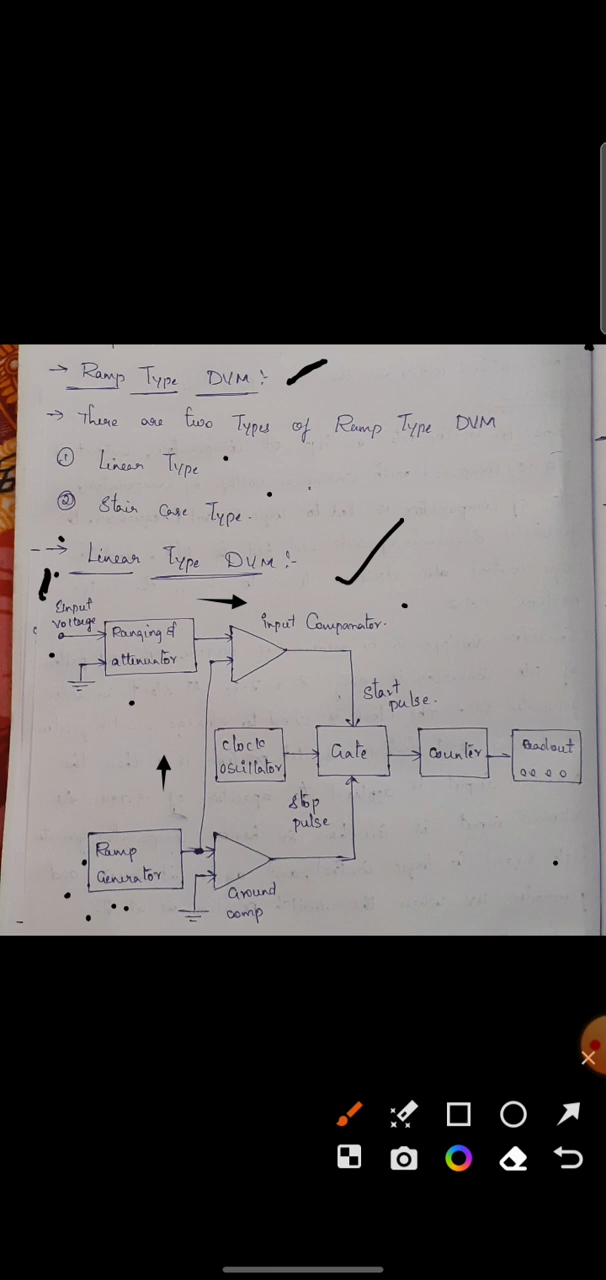 → Ramp Type DVM :-
→ There are two Types of Ramp Type DVM
① Linear Type
② Stair Case Type.
→ Linear Type DVM :-
Input voltage
Ranging & attenuator
input Comparator.
Start pulse.
Clock oscillator
Gate
Counter
Readout
Stop pulse
Ramp Generator
Ground comp